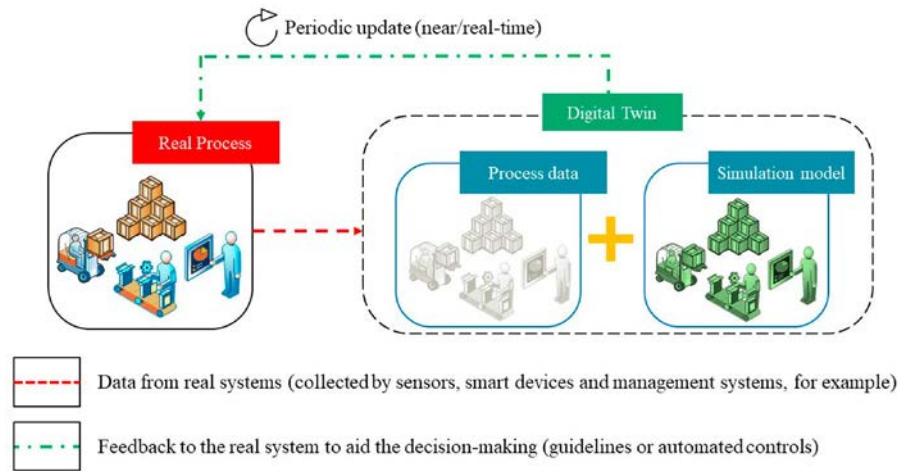 Periodic update (near/real-time)
Digital Twin
Real Process
Process data
Simulation model
Data from real systems (collected by sensors, smart devices and management systems, for example)
Feedback to the real system to aid the decision-making (guidelines or automated controls)